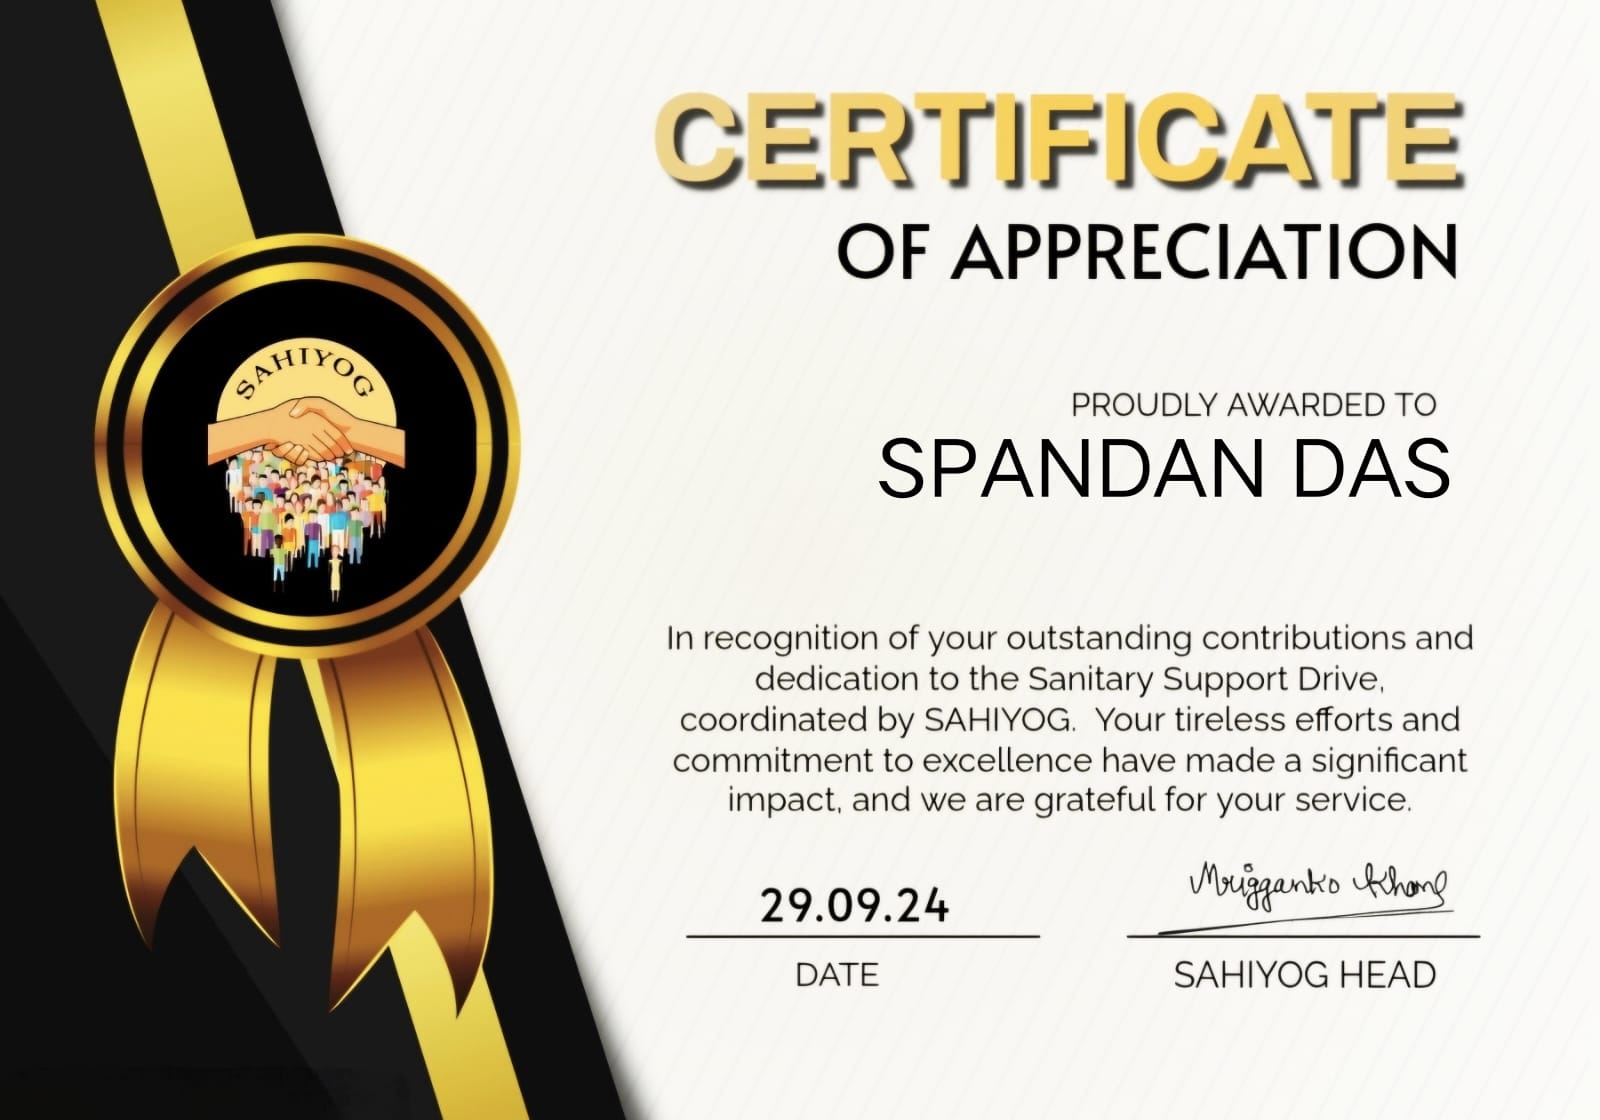 CERTIFICATE
OF APPRECIATION
SAHIYOG
PROUDLY AWARDED TO
SPANDAN DAS
In recognition of your outstanding contributions and
dedication to the Sanitary Support Drive,
coordinated by SAHIYOG. Your tireless efforts and
commitment to excellence have made a significant
impact, and we are grateful for your service.
29.09.24
DATE
Mrigganko
SAHIYOG HEAD